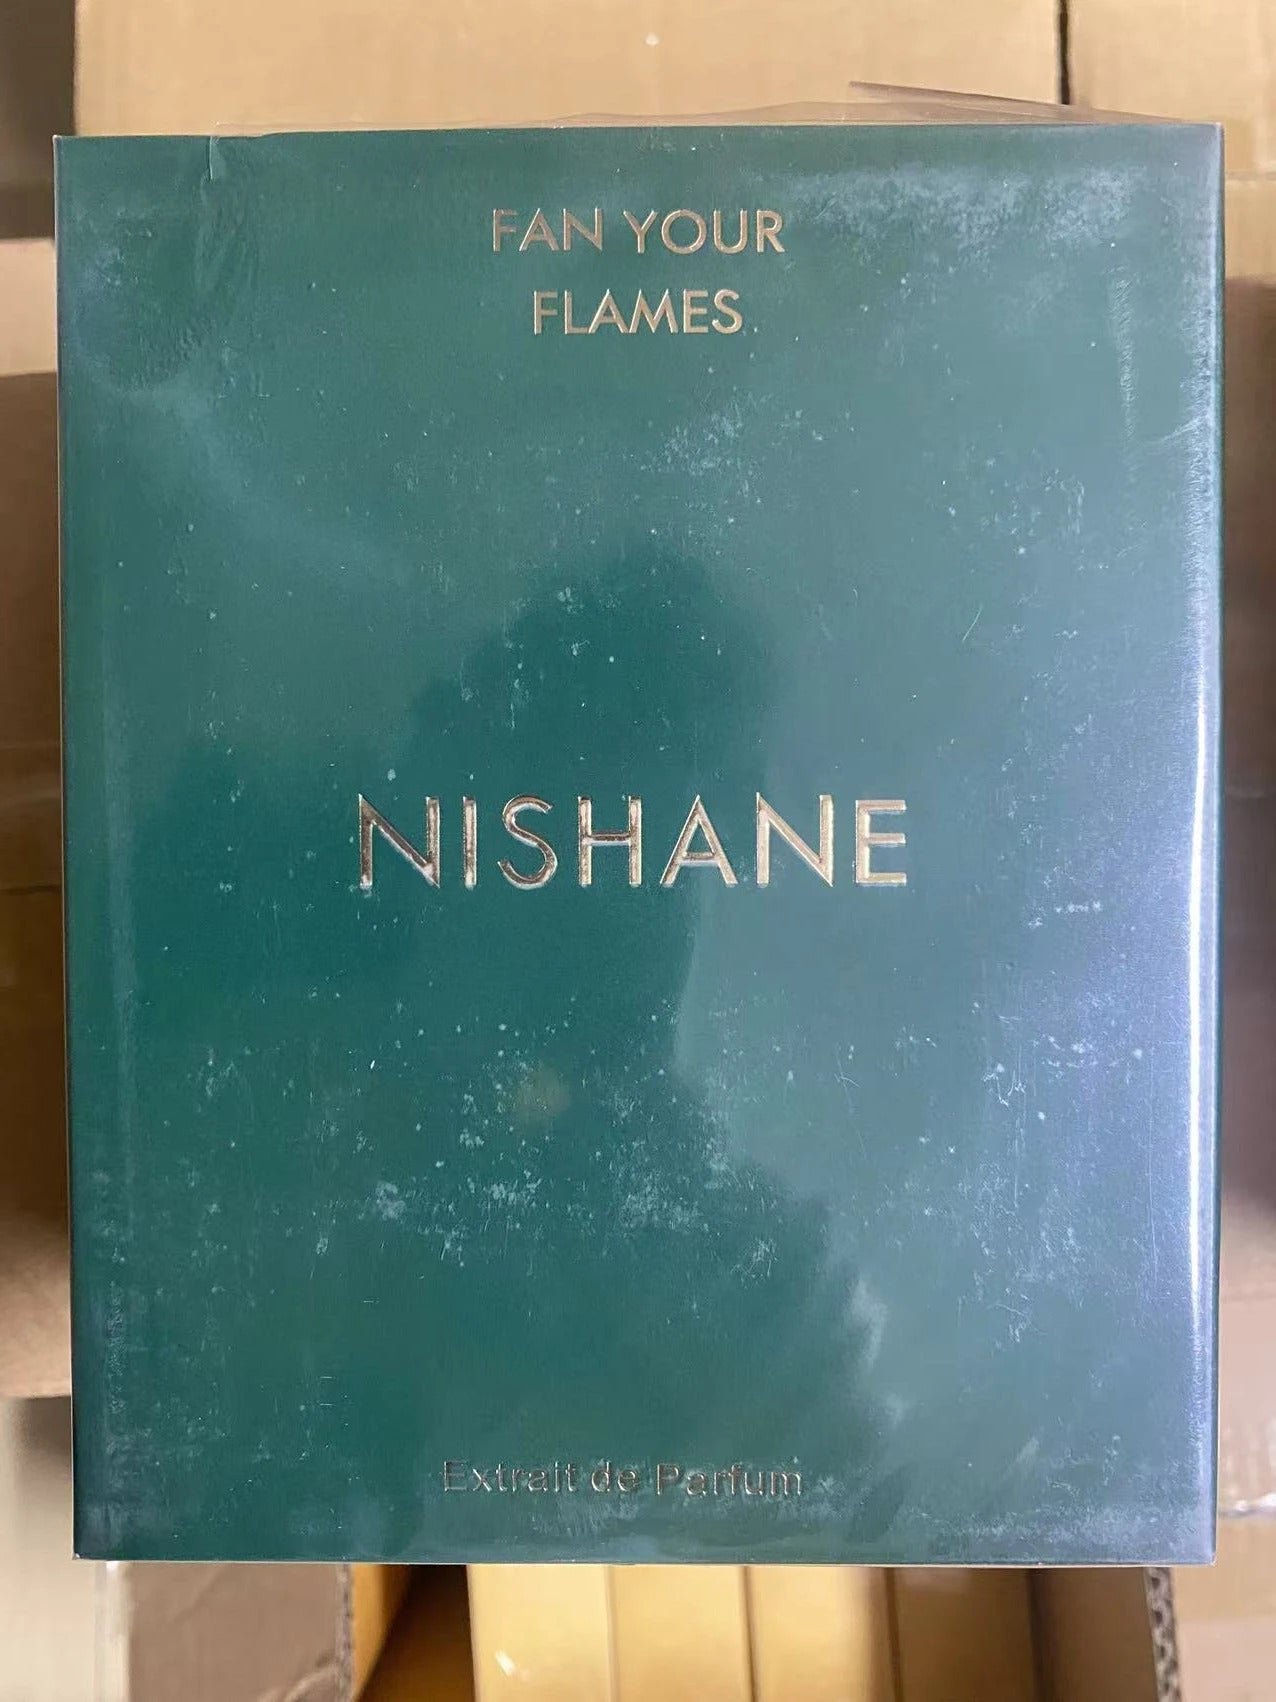 FAN YOUR
FLAMES
NISHANE
Extrait de Parfum